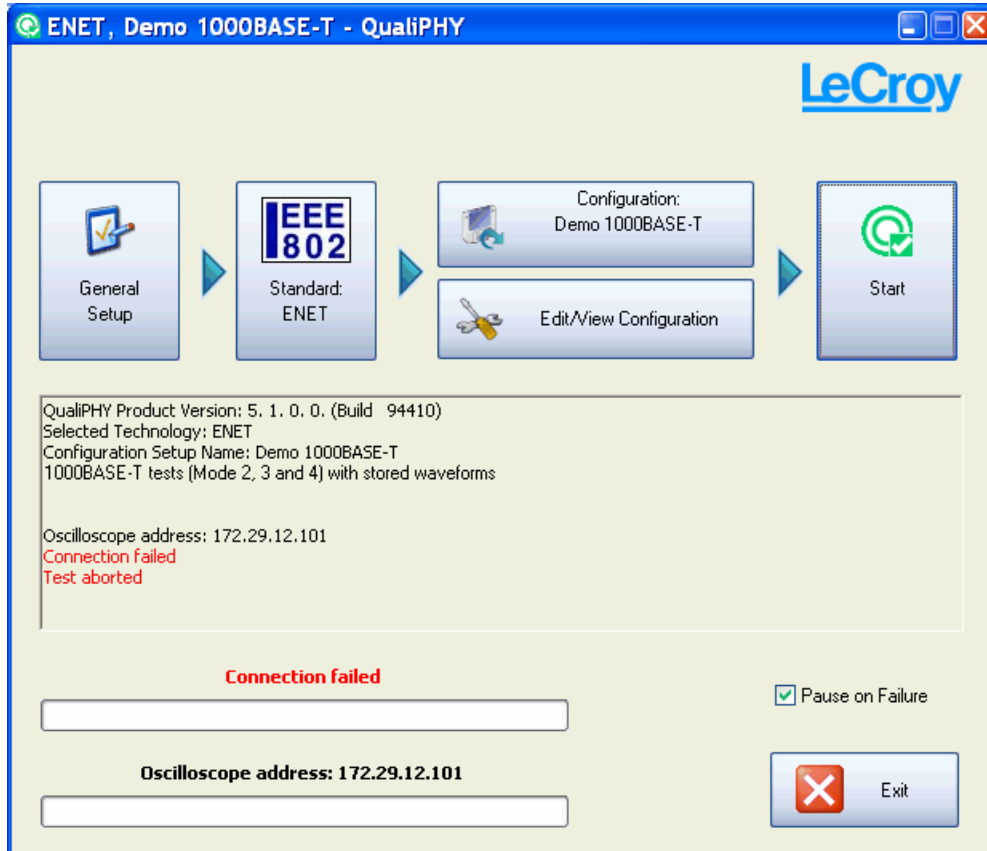 ENET, Demo 1000BASE-T - QualiPHY
LeCroy
General
Setup
IEEE
802
Standard:
ENET
Configuration:
Demo 1000BASE-T
Edit/View Configuration
Start
QualiPHY Product Version: 5. 1. 0. 0. (Build 94410)
Selected Technology: ENET
Configuration Setup Name: Demo 1000BASE-T
1000BASE-T tests (Mode 2, 3 and 4) with stored waveforms
Oscilloscope address: 172.29.12.101
Connection failed
Test aborted
Connection failed
Pause on Failure
Oscilloscope address: 172.29.12.101
Exit